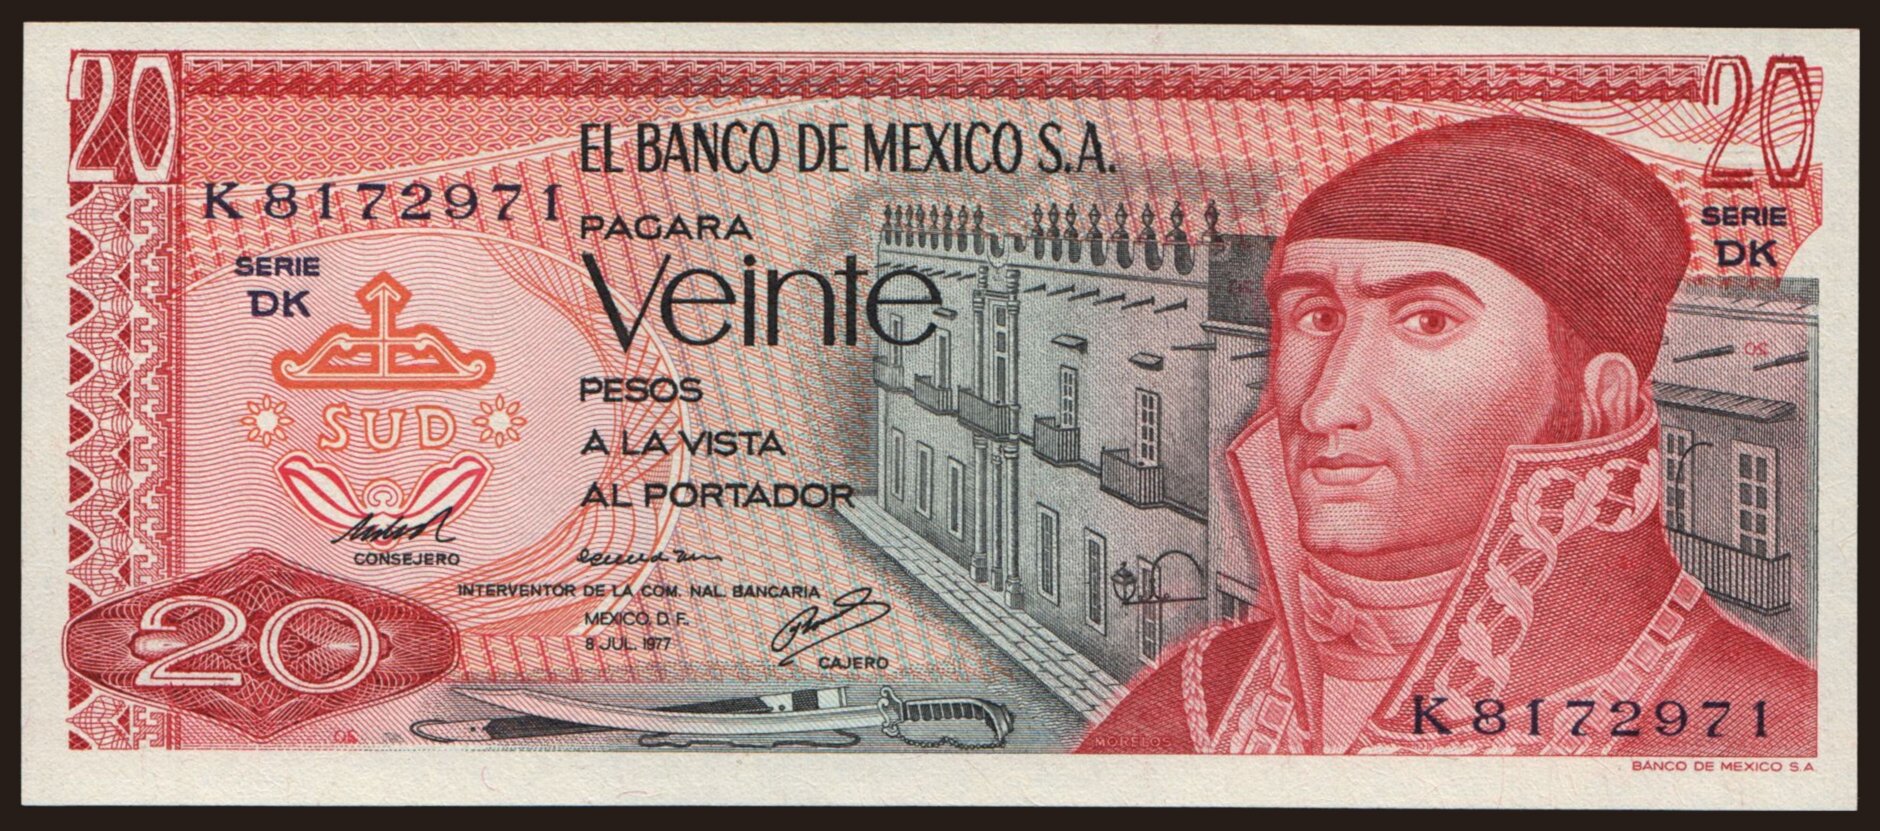 20
20
EL BANCO DE MEXICO S.A.
K 8172971
PAGARA
SERIE
DK
SERIE
DK
Veinte
PESOS
SUD
A LA VISTA
AL PORTADOR
CONSEJERO
INTERVENTOR DE LA COM. NAL. BANCARIA
MEXICO, D. F.
8 JUL. 1977
CAJERO
20
K 8172971
MORELOS
BANCO DE MEXICO S.A.